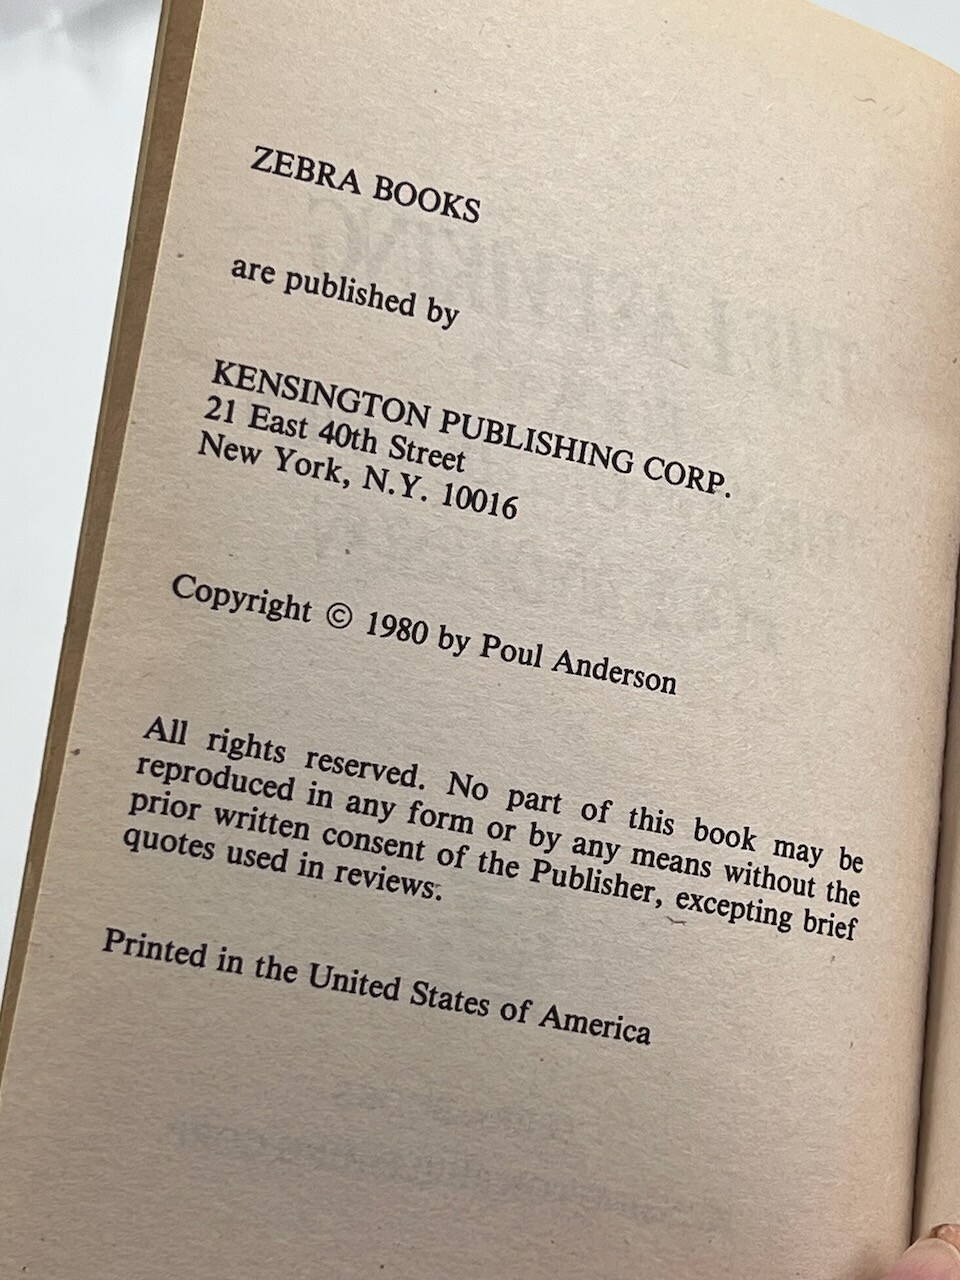 ZEBRA BOOKS
are published by
KENSINGTON PUBLISHING CORP.
21 East 40th Street
New York, N.Y. 10016
Copyright © 1980 by Poul Anderson
All rights reserved. No part of this book may be
reproduced in any form or by any means without the
prior written consent of the Publisher, excepting brief
quotes used in reviews.
Printed in the United States of America